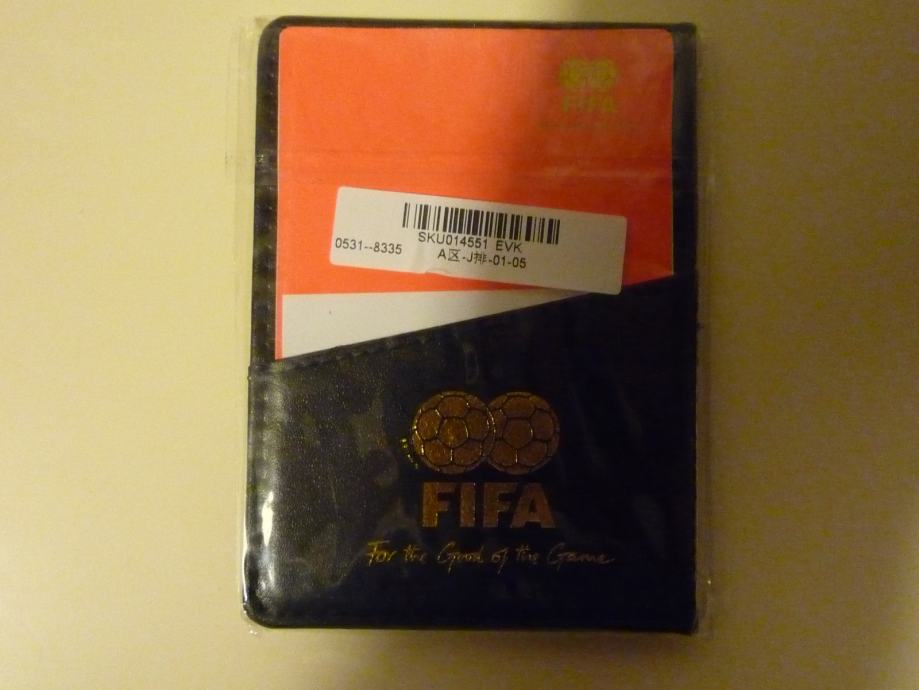 FIFA
SKU014551 EVK
0531--8335 A区-J排-01-05
FIFA
For the Good of the Game